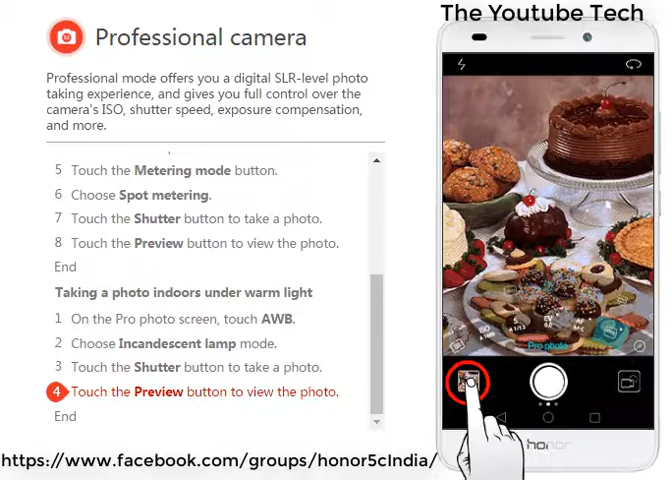 The Youtube Tech
Professional camera
Professional mode offers you a digital SLR-level photo
taking experience, and gives you full control over the
camera's ISO, shutter speed, exposure compensation,
and more.
5 Touch the Metering mode button.
6 Choose Spot metering.
7 Touch the Shutter button to take a photo.
8 Touch the Preview button to view the photo.
End
Taking a photo indoors under warm light
1 On the Pro photo screen, touch AWB.
2 Choose Incandescent lamp mode.
3 Touch the Shutter button to take a photo.
4 Touch the Preview button to view the photo.
End
Pro photo
honor
https://www.facebook.com/groups/honor5cIndia/